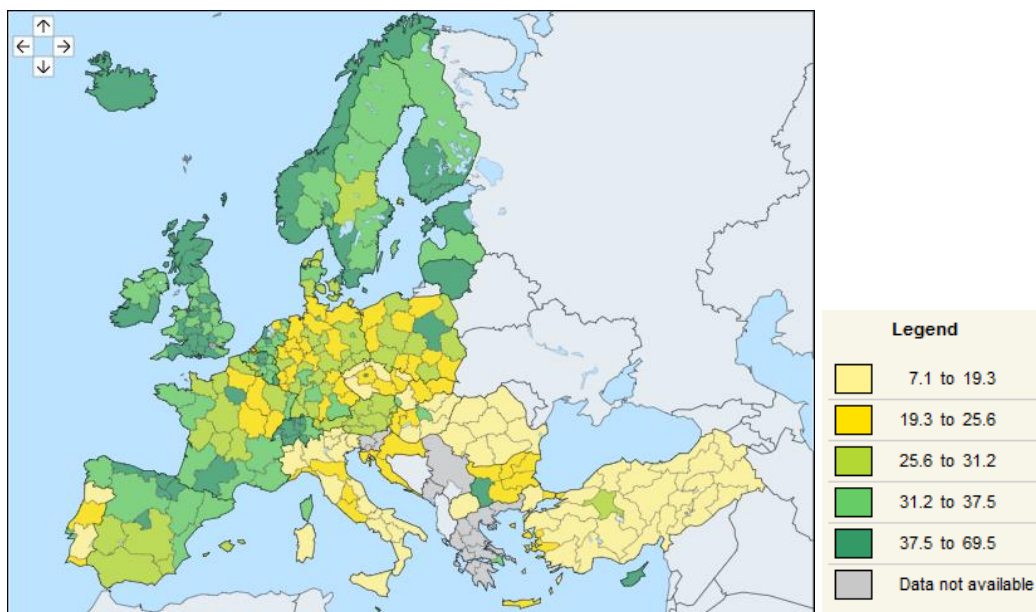 Legend
7.1 to 19.3
19.3 to 25.6
25.6 to 31.2
31.2 to 37.5
37.5 to 69.5
Data not available